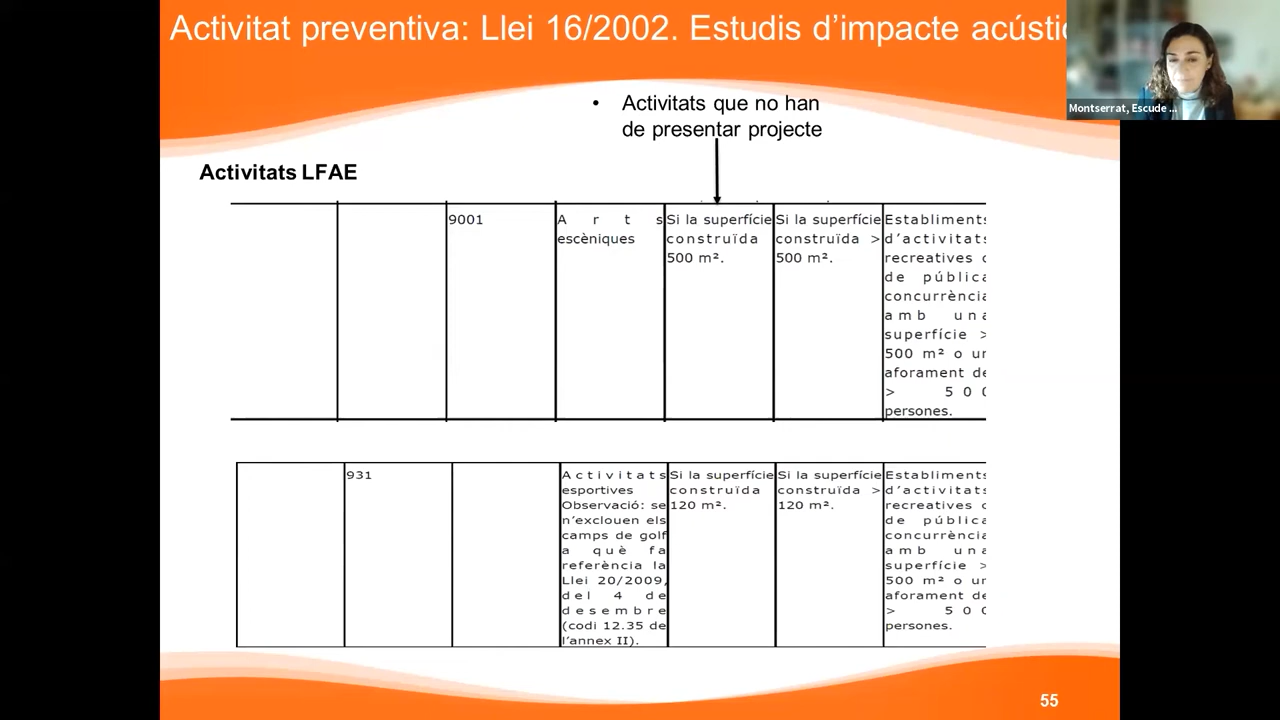 Activitat preventiva: Llei 16/2002. Estudis d’impacte acústic
Montserrat, Escude ...
• Activitats que no han
de presentar projecte
Activitats LFAE
9001
Arts
escèniques
Si la superfície
construïda
500 m².
Si la superfície
construïda >
500 m².
Establiments
d’activitats
recreatives o
de pública
concurrència
amb una
superfície >
500 m² o un
aforament de
> 500
persones.
931
Activitats
esportives
Observació: se
n’exclouen els
camps de golf
a què fa
referència la
Llei 20/2009,
del 4 de
desembre
(codi 12.35 de
l’annex II).
Si la superfície
construïda
120 m².
Si la superfície
construïda >
120 m².
Establiments
d’activitats
recreatives o
de pública
concurrència
amb una
superfície >
500 m² o un
aforament de
> 500
persones.
55